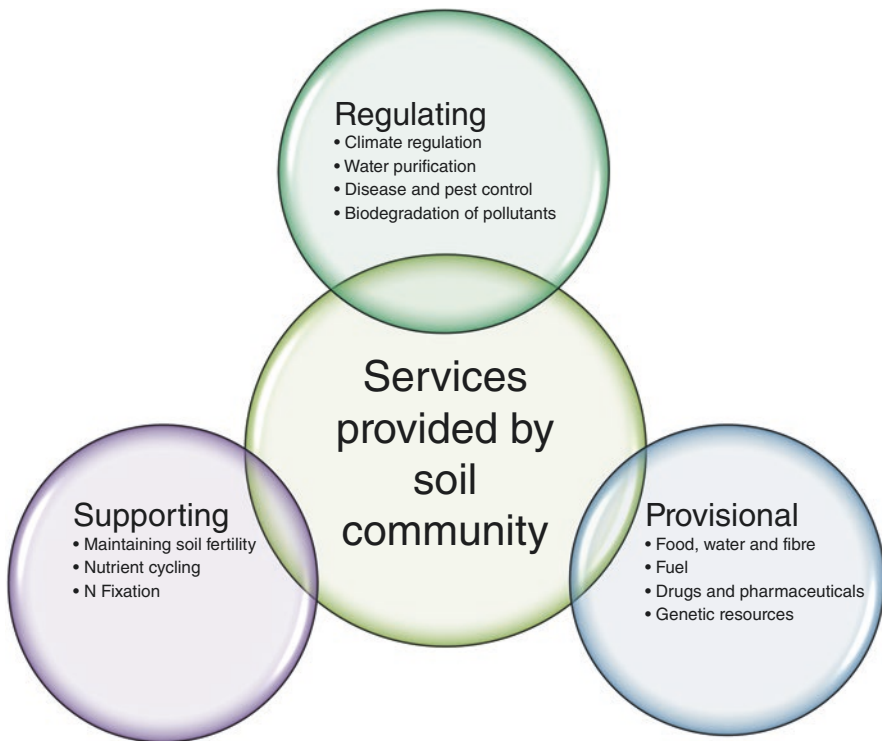 Regulating
• Climate regulation
• Water purification
• Disease and pest control
• Biodegradation of pollutants
Services
provided by
soil
community
Supporting
• Maintaining soil fertility
• Nutrient cycling
• N Fixation
Provisional
• Food, water and fibre
• Fuel
• Drugs and pharmaceuticals
• Genetic resources